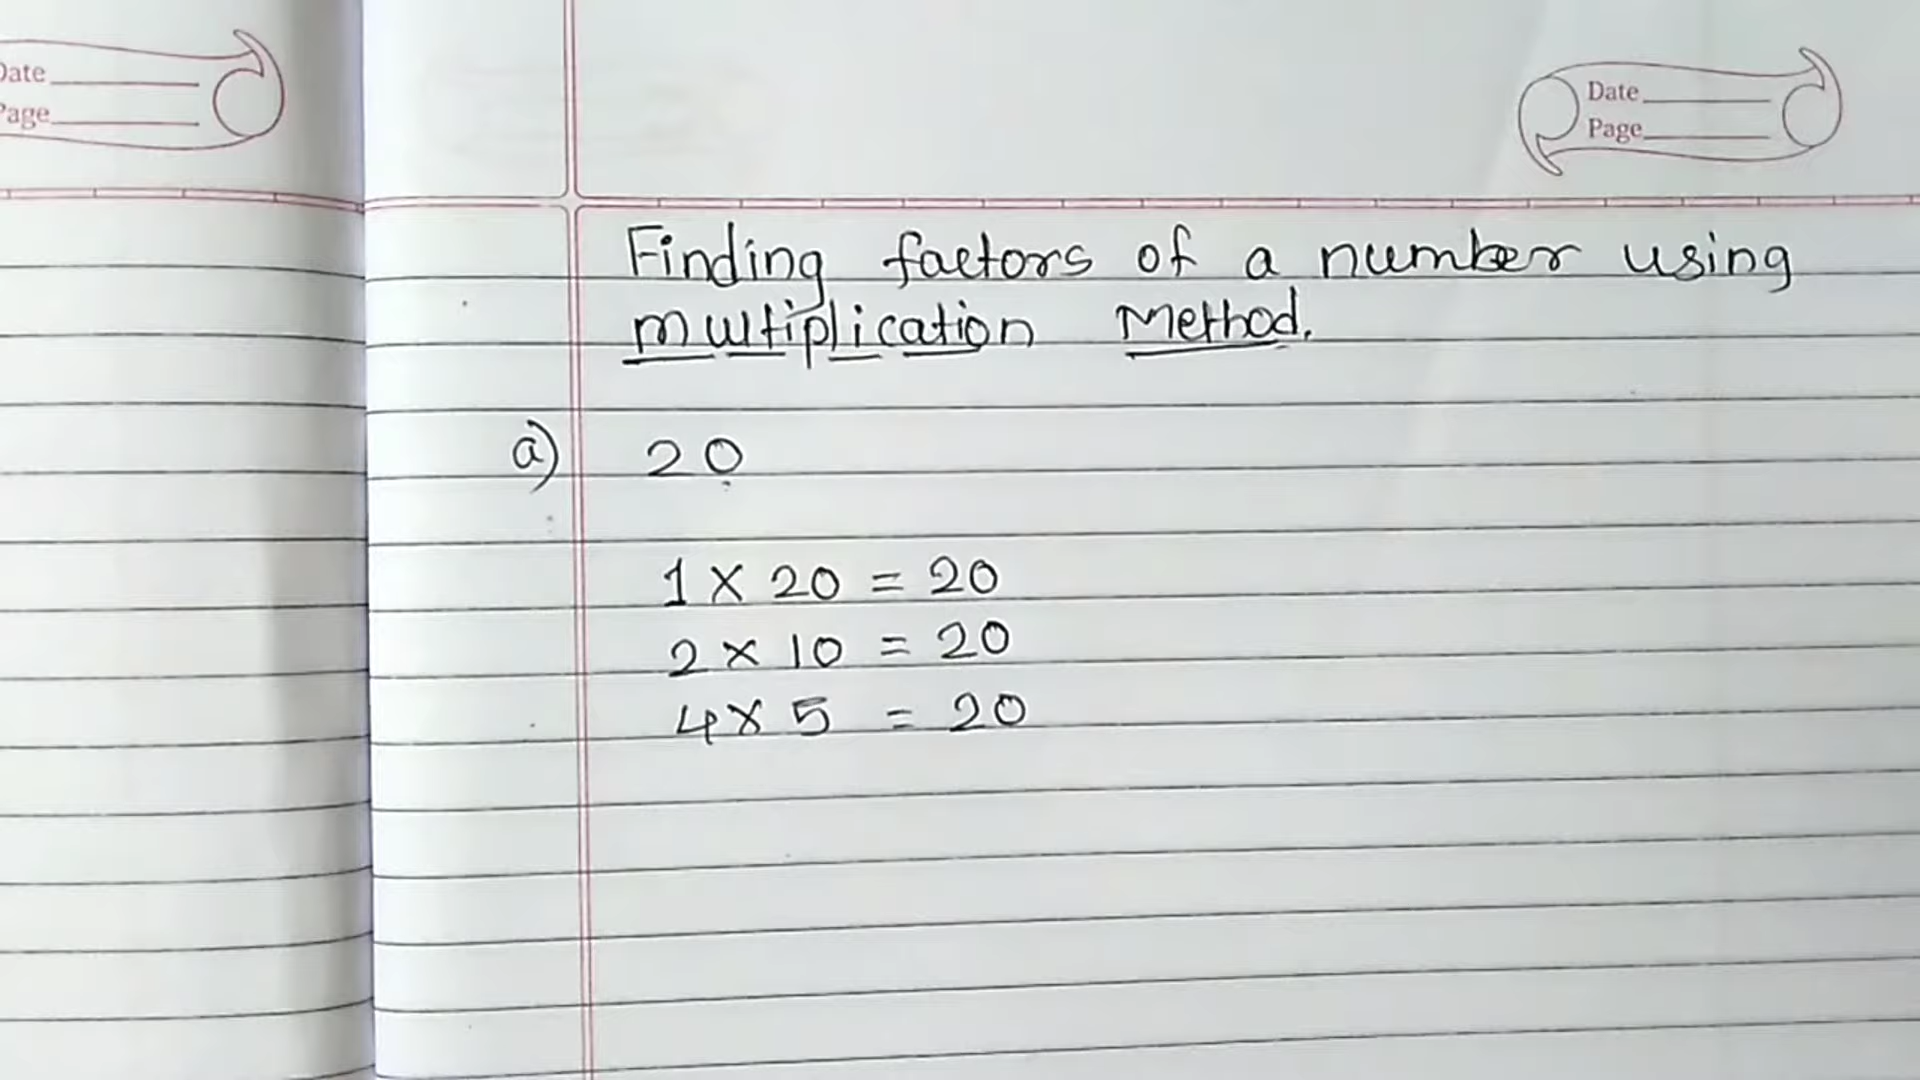 Date
Page
Date
Page
Finding factors of a number using
multiplication Method.
a) 20
1 × 20 = 20
2 × 10 = 20
4 × 5 = 20